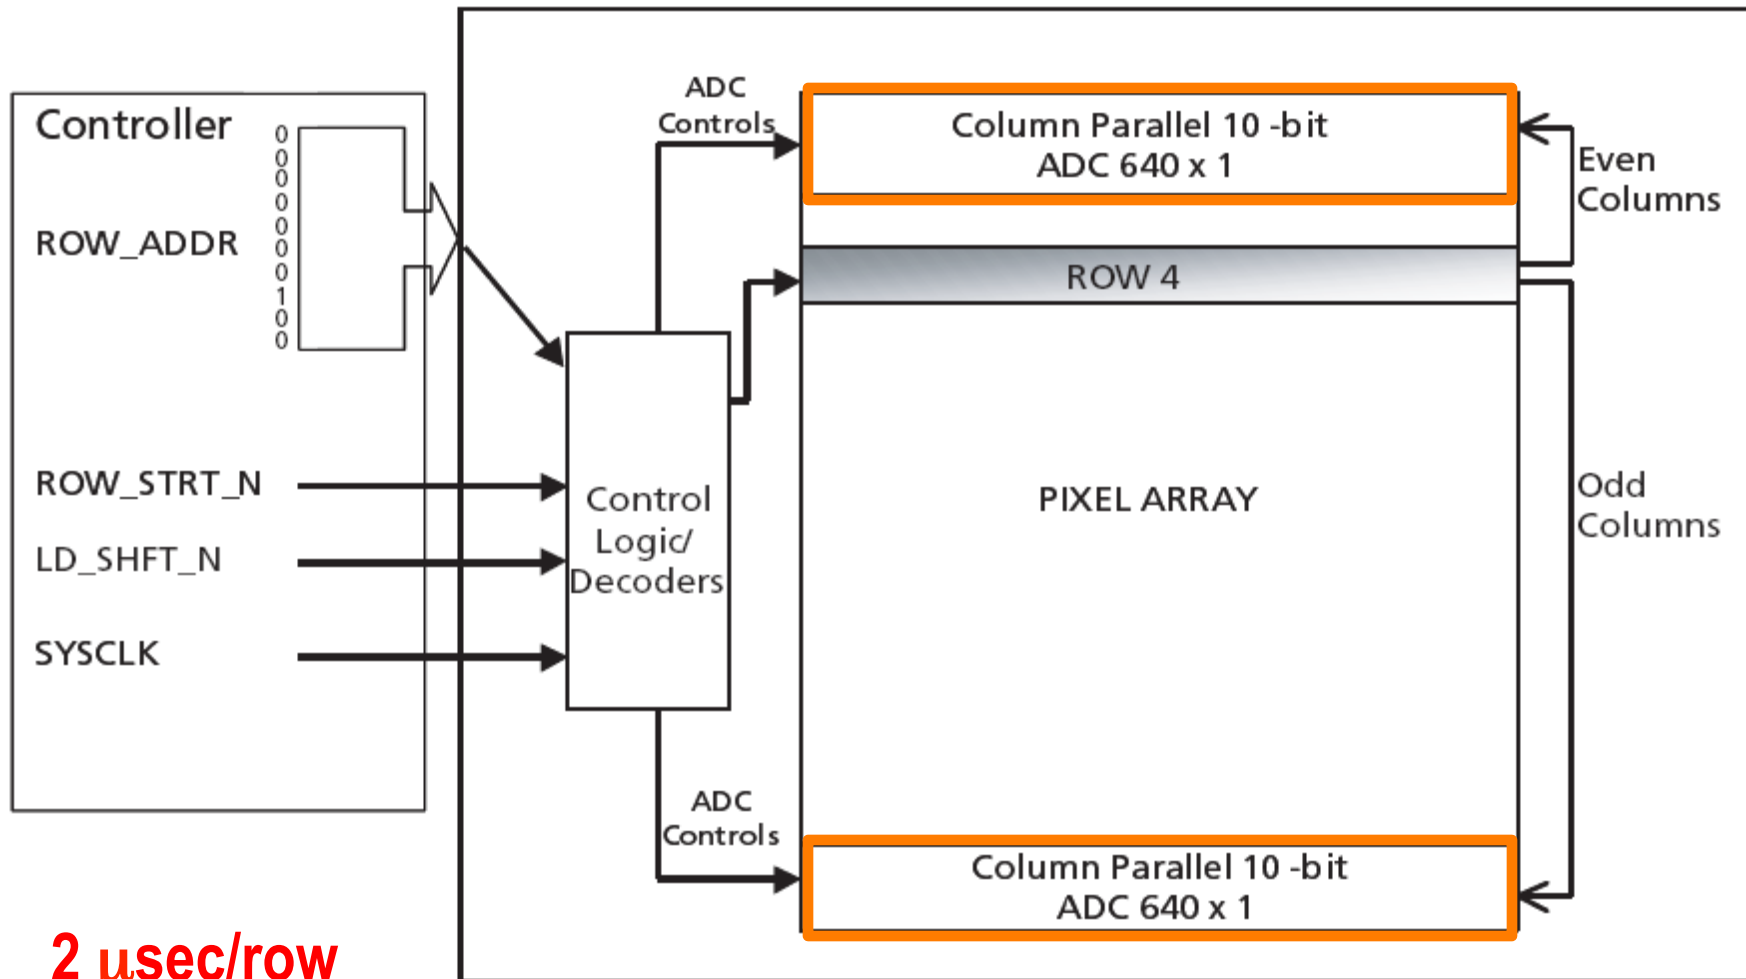 Controller
ROW_ADDR
0
0
0
0
0
0
0
1
0
0
ROW_STRT_N
LD_SHFT_N
SYSCLK
2 µsec/row
Control
Logic/
Decoders
ADC
Controls
ADC
Controls
Column Parallel 10 -bit
ADC 640 x 1
ROW 4
PIXEL ARRAY
Column Parallel 10 -bit
ADC 640 x 1
Even
Columns
Odd
Columns